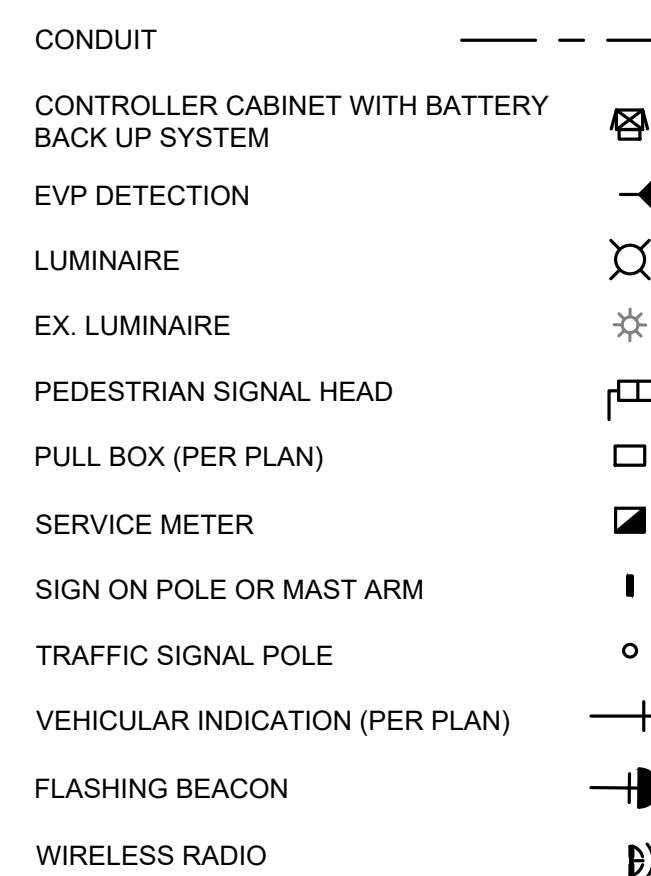 CONDUIT
CONTROLLER CABINET WITH BATTERY
BACK UP SYSTEM
EVP DETECTION
LUMINAIRE
EX. LUMINAIRE
PEDESTRIAN SIGNAL HEAD
PULL BOX (PER PLAN)
SERVICE METER
SIGN ON POLE OR MAST ARM
TRAFFIC SIGNAL POLE
VEHICULAR INDICATION (PER PLAN)
FLASHING BEACON
WIRELESS RADIO